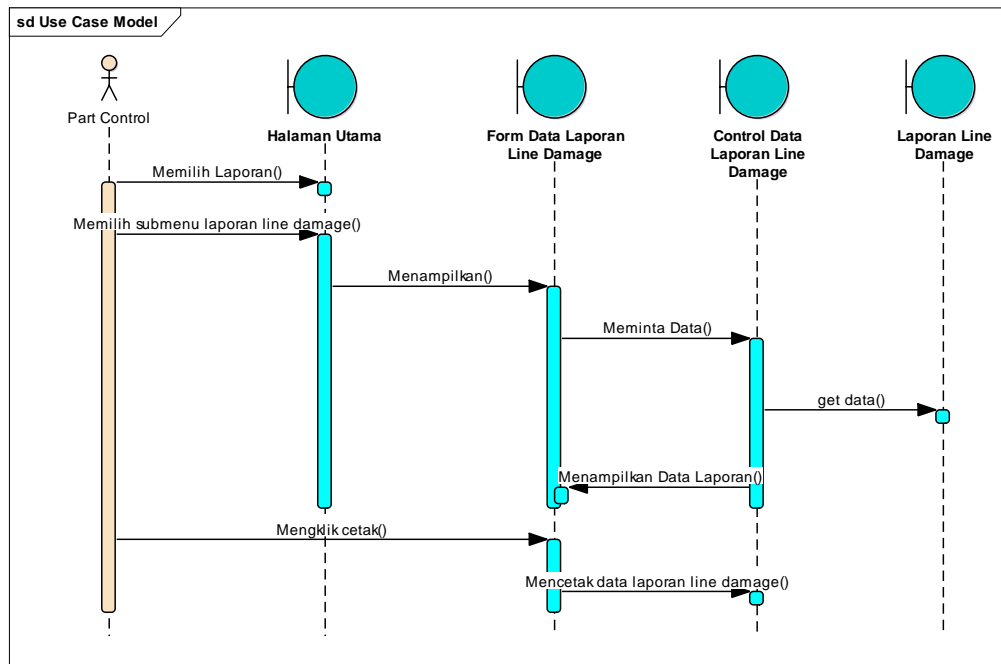 sd Use Case Model
Part Control
Halaman Utama
Form Data Laporan
Line Damage
Control Data
Laporan Line
Damage
Laporan Line
Damage
Memilih Laporan()
Memilih submenu laporan line damage()
Menampilkan()
Meminta Data()
get data()
Menampilkan Data Laporan()
Mengklik cetak()
Mencetak data laporan line damage()